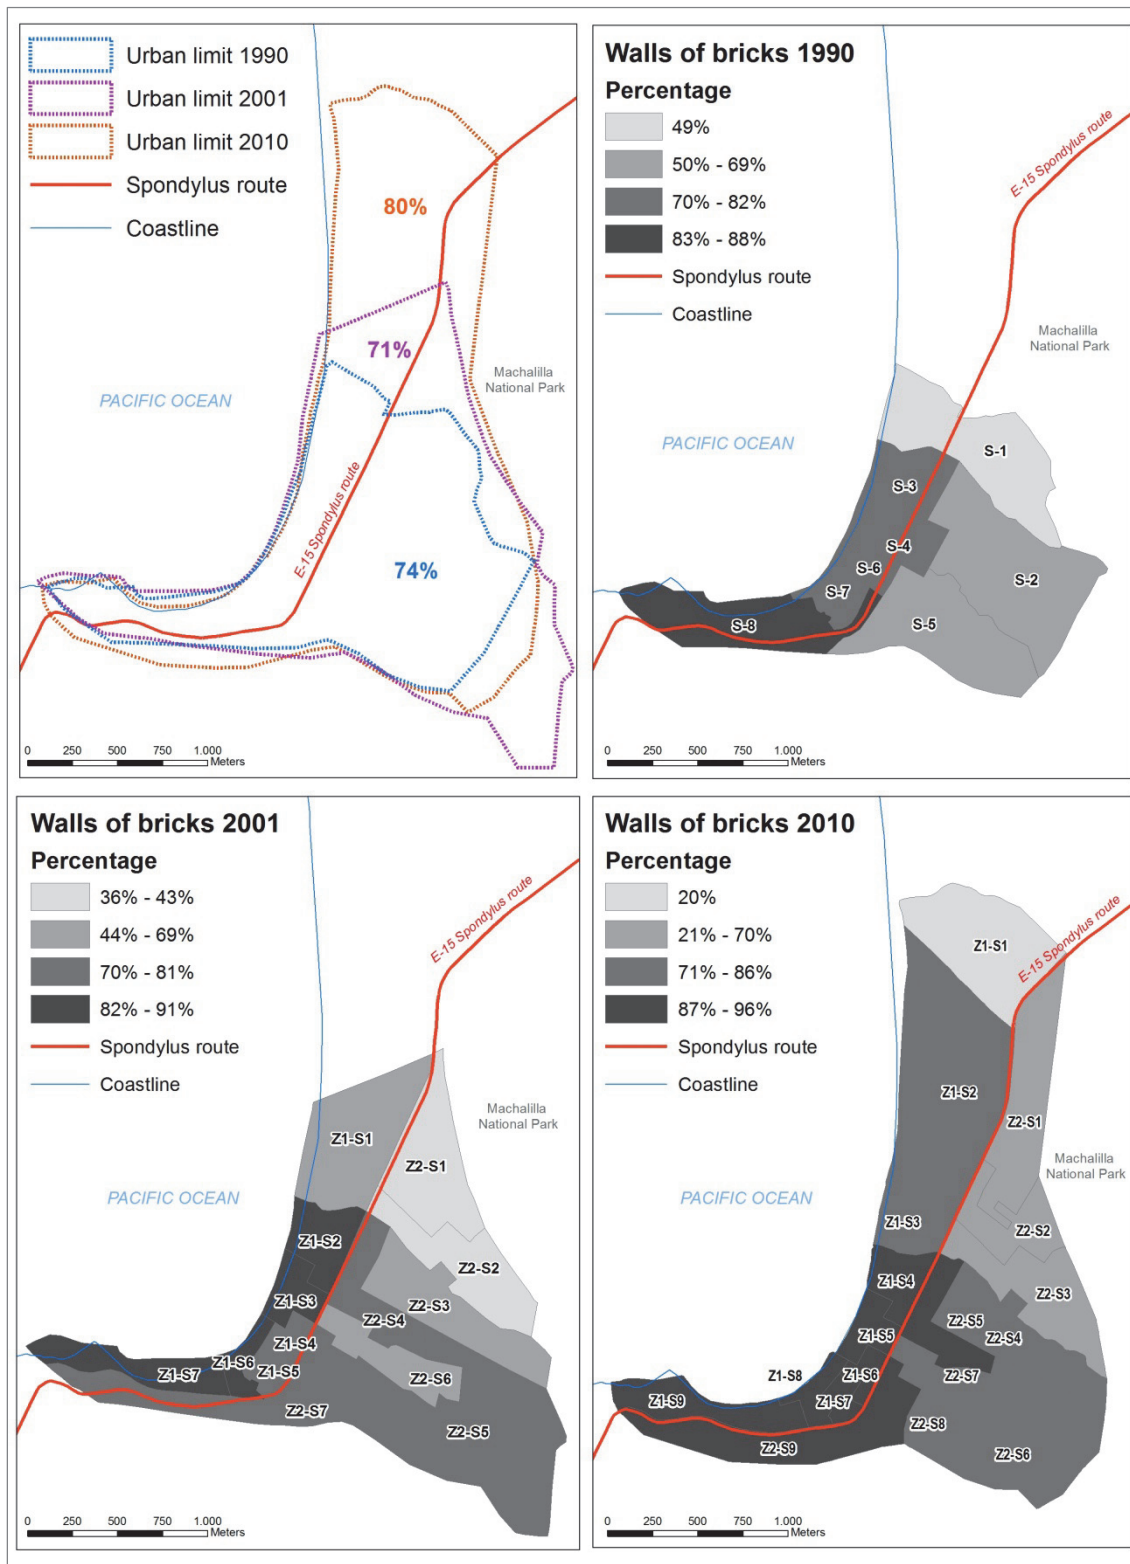 Urban limit 1990
Urban limit 2001
Urban limit 2010
Spondylus route
Coastline
80%
71%
Machalilla
National Park
PACIFIC OCEAN
E-15 Spondylus route
74%
0 250 500 750 1.000
Meters
Walls of bricks 1990
Percentage
49%
50% - 69%
70% - 82%
83% - 88%
Spondylus route
Coastline
E-15 Spondylus route
Machalilla
National Park
PACIFIC OCEAN
S-1
S-3
S-4
S-6
S-2
S-7
S-8
S-5
0 250 500 750 1.000
Meters
Walls of bricks 2001
Percentage
36% - 43%
44% - 69%
70% - 81%
82% - 91%
Spondylus route
Coastline
E-15 Spondylus route
Machalilla
National Park
PACIFIC OCEAN
Z1-S1
Z2-S1
Z1-S2
Z2-S2
Z1-S3
Z2-S3
Z2-S4
Z1-S4
Z1-S6
Z1-S7
Z1-S5
Z2-S6
Z2-S7
Z2-S5
0 250 500 750 1.000
Meters
Walls of bricks 2010
Percentage
20%
21% - 70%
71% - 86%
87% - 96%
Spondylus route
Coastline
Z1-S1
E-15 Spondylus route
Z1-S2
Z2-S1
Machalilla
National Park
PACIFIC OCEAN
Z1-S3
Z2-S2
Z1-S4
Z2-S3
Z2-S5
Z1-S5
Z2-S4
Z1-S8
Z1-S6
Z2-S7
Z1-S9
Z1-S7
Z2-S8
Z2-S9
Z2-S6
0 250 500 750 1.000
Meters